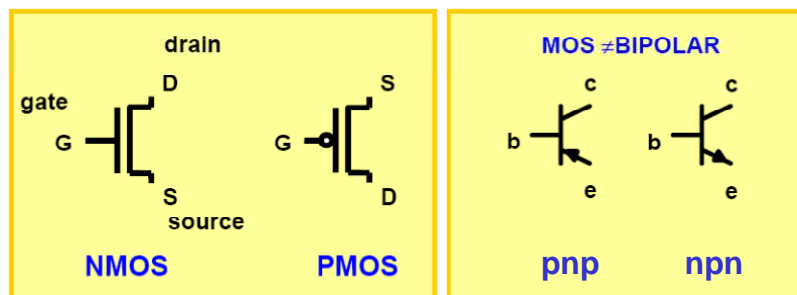 drain
D
gate
G
S
source
NMOS
S
G
D
PMOS
MOS ≠BIPOLAR
c
b
e
pnp
c
b
e
npn